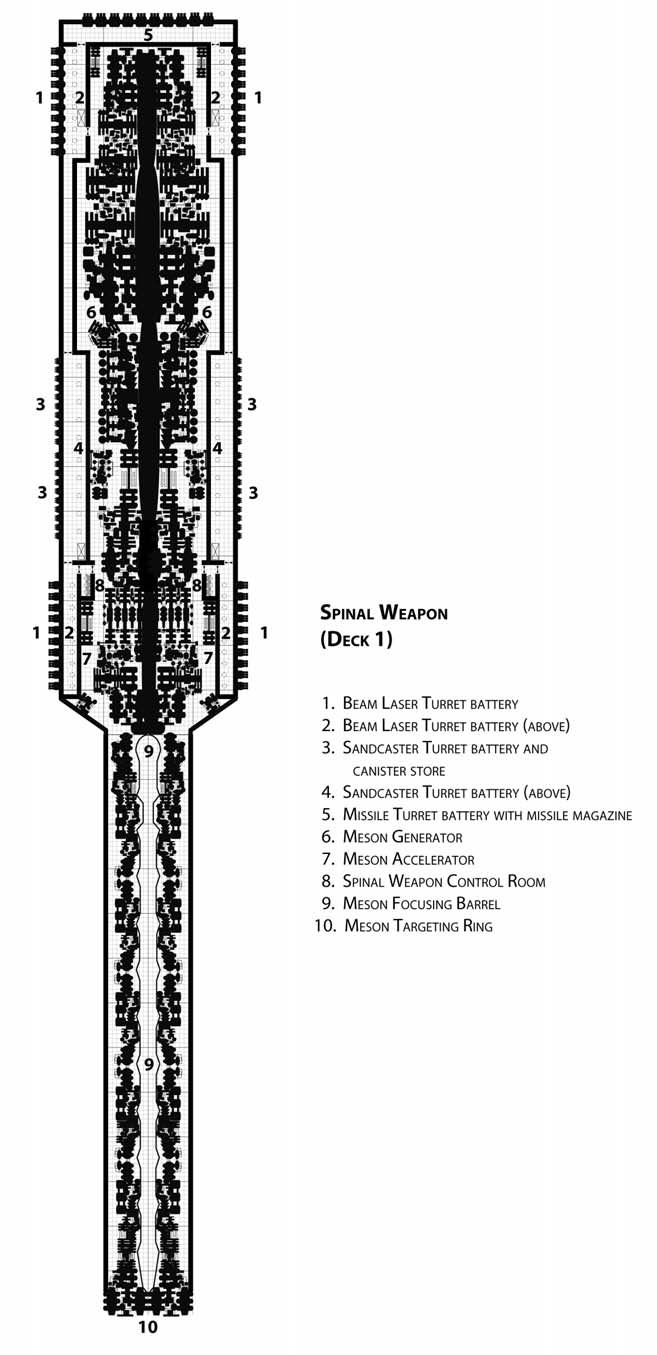 5
1 2 2 1
6 6
3 3
4 4
3 3
8 8
1 2 2 1
7 7
9
9
10
Spinal Weapon
(Deck 1)
1. Beam Laser Turret battery
2. Beam Laser Turret battery (above)
3. Sandcaster Turret battery and
canister store
4. Sandcaster Turret battery (above)
5. Missile Turret battery with missile magazine
6. Meson Generator
7. Meson Accelerator
8. Spinal Weapon Control Room
9. Meson Focusing Barrel
10. Meson Targeting Ring